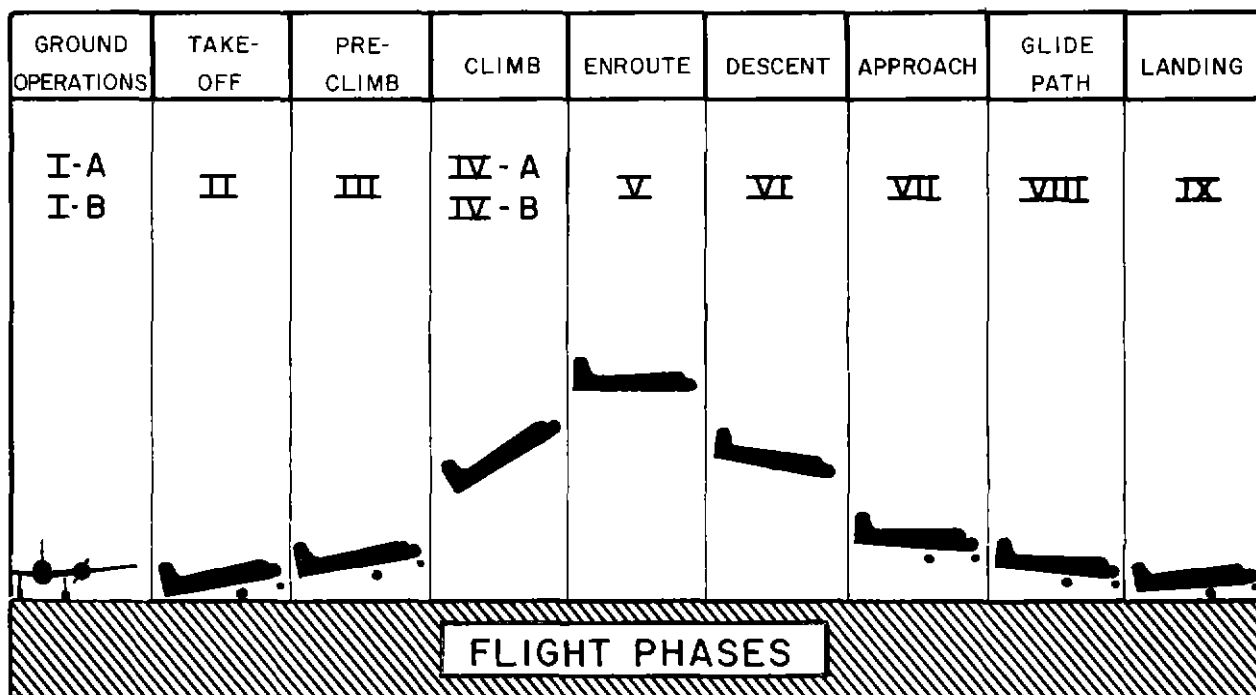 GROUND
OPERATIONS
TAKE-
OFF
PRE-
CLIMB
CLIMB
ENROUTE
DESCENT
APPROACH
GLIDE
PATH
LANDING
I-A
I-B
II
III
IV-A
IV-B
V
VI
VII
VIII
IX
FLIGHT PHASES